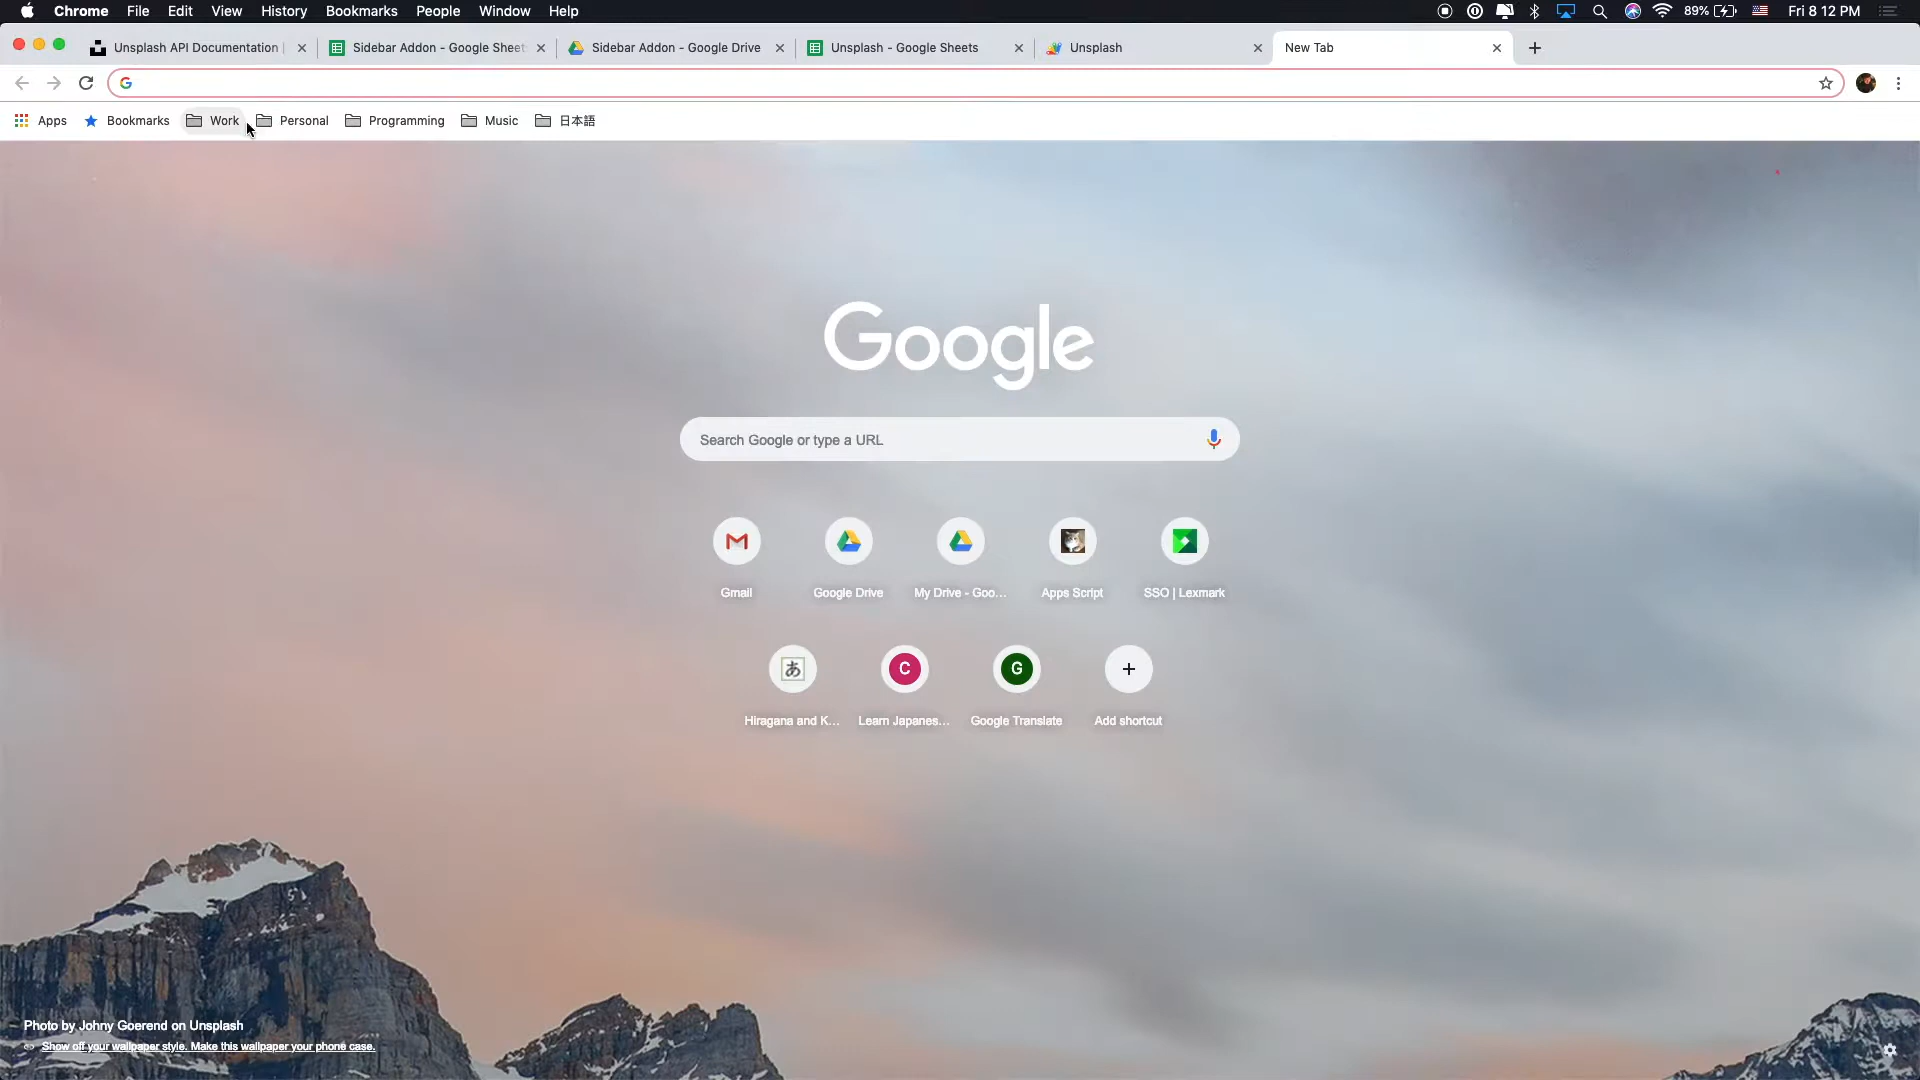 Chrome File Edit View History Bookmarks People Window Help 89% Fri 8 12 PM
Unsplash API Documentation | Sidebar Addon - Google Sheets Sidebar Addon - Google Drive Unsplash - Google Sheets Unsplash New Tab
Apps Bookmarks Work Personal Programming Music 日本語
Google
Search Google or type a URL
Gmail Google Drive My Drive - Goo... Apps Script SSO | Lexmark
あ C G
Hiragana and K... Learn Japanes... Google Translate Add shortcut
Photo by Johny Goerend on Unsplash
Show off your wallpaper style. Make this wallpaper your phone case.